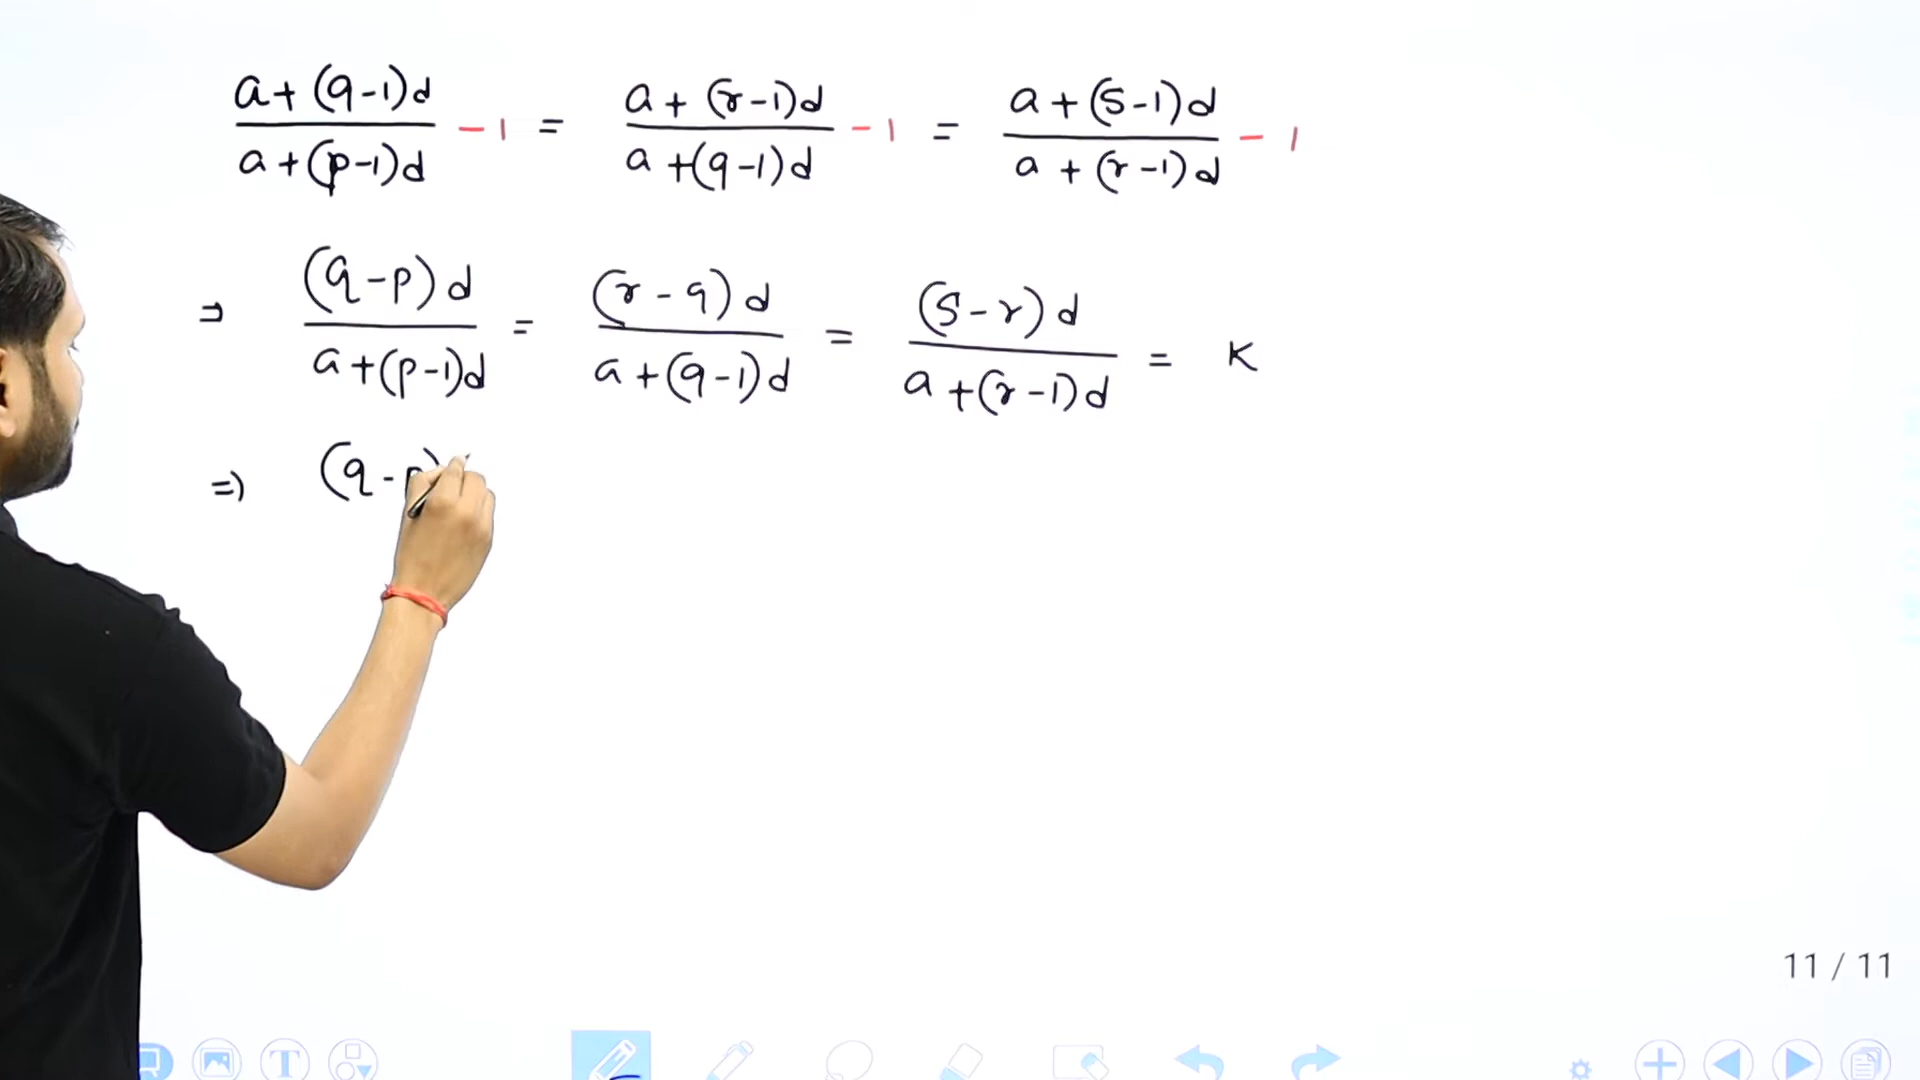 a+(q-1)d / a+(p-1)d - 1 = a+(r-1)d / a+(q-1)d - 1 = a+(s-1)d / a+(r-1)d - 1
⇒ (q-p)d / a+(p-1)d = (r-q)d / a+(q-1)d = (s-r)d / a+(r-1)d = K
⇒ (q-p)
11 / 11
T